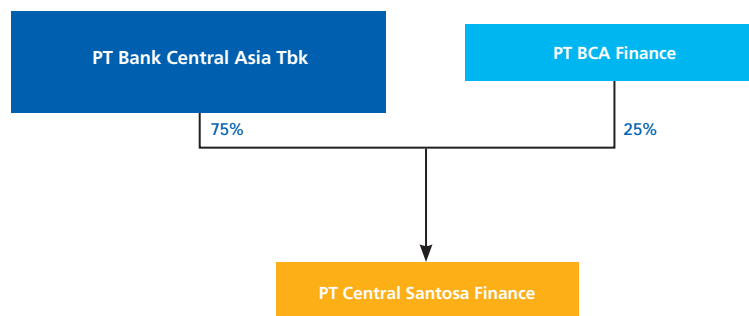 PT Bank Central Asia Tbk
PT BCA Finance
75%
25%
PT Central Santosa Finance